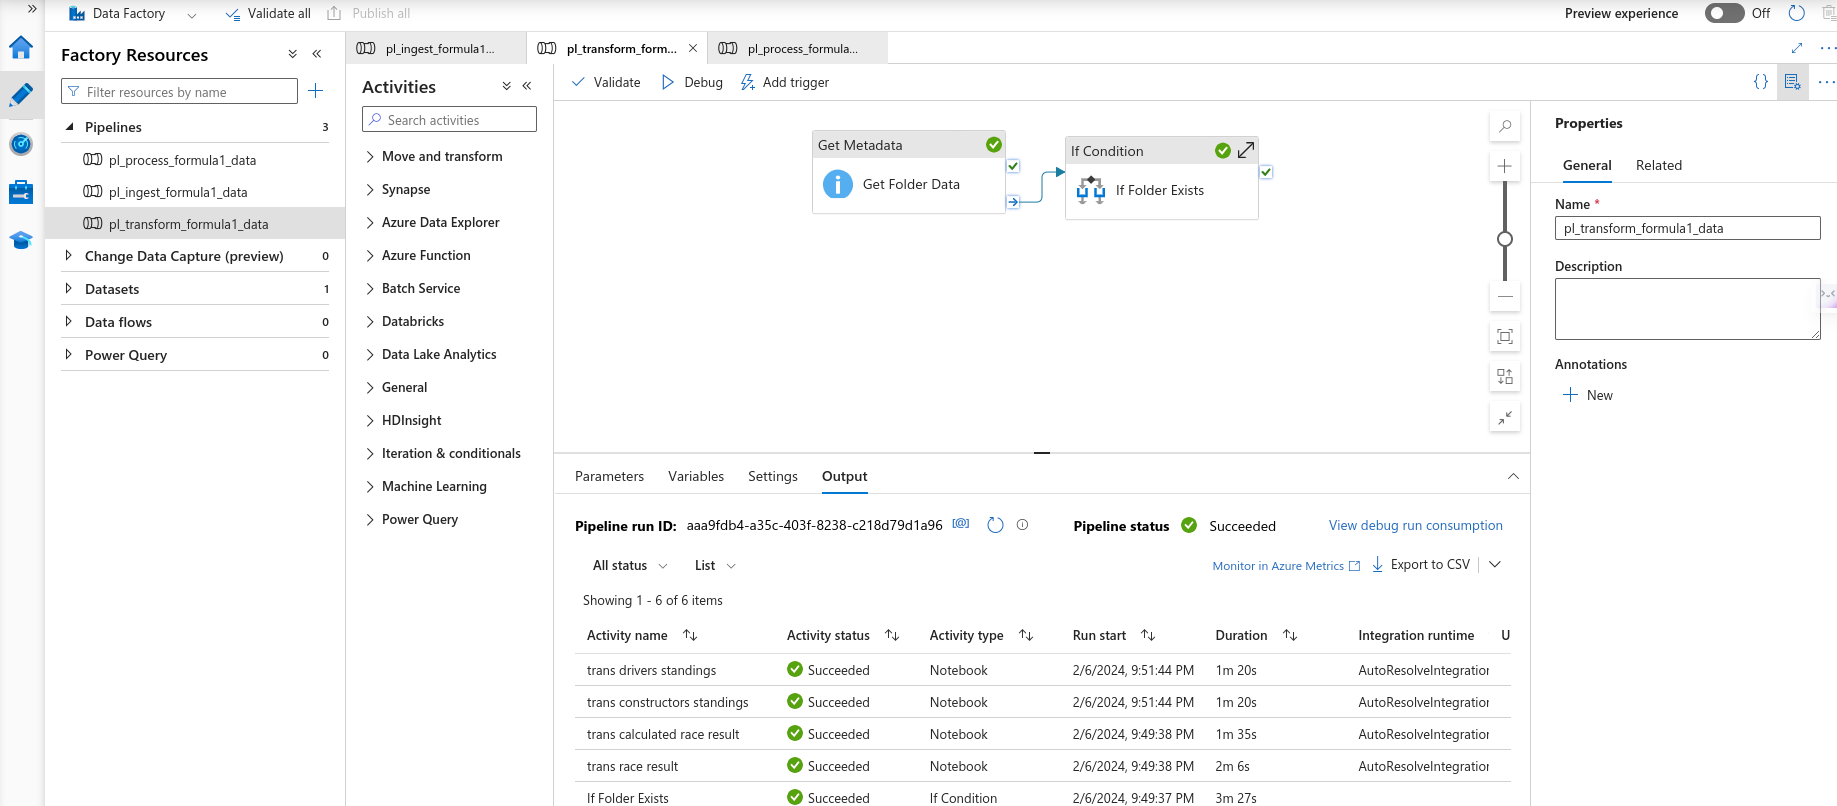 Data Factory
Validate all
Publish all
Preview experience
Off
Factory Resources
Filter resources by name
Pipelines 3
pl_process_formula1_data
pl_ingest_formula1_data
pl_transform_formula1_data
Change Data Capture (preview) 0
Datasets 1
Data flows 0
Power Query 0
pl_ingest_formula1...
pl_transform_form...
pl_process_formula...
Activities
Search activities
Move and transform
Synapse
Azure Data Explorer
Azure Function
Batch Service
Databricks
Data Lake Analytics
General
HDInsight
Iteration & conditionals
Machine Learning
Power Query
Validate
Debug
Add trigger
Get Metadata
Get Folder Data
If Condition
If Folder Exists
Parameters Variables Settings Output
Pipeline run ID: aaa9fdb4-a35c-403f-8238-c218d79d1a96
Pipeline status Succeeded
View debug run consumption
All status List
Monitor in Azure Metrics
Export to CSV
Showing 1 - 6 of 6 items
Activity name Activity status Activity type Run start Duration Integration runtime U
trans drivers standings Succeeded Notebook 2/6/2024, 9:51:44 PM 1m 20s AutoResolveIntegration
trans constructors standings Succeeded Notebook 2/6/2024, 9:51:44 PM 1m 20s AutoResolveIntegration
trans calculated race result Succeeded Notebook 2/6/2024, 9:49:38 PM 1m 35s AutoResolveIntegration
trans race result Succeeded Notebook 2/6/2024, 9:49:38 PM 2m 6s AutoResolveIntegration
If Folder Exists Succeeded If Condition 2/6/2024, 9:49:37 PM 3m 27s
Properties
General Related
Name *
pl_transform_formula1_data
Description
Annotations
New